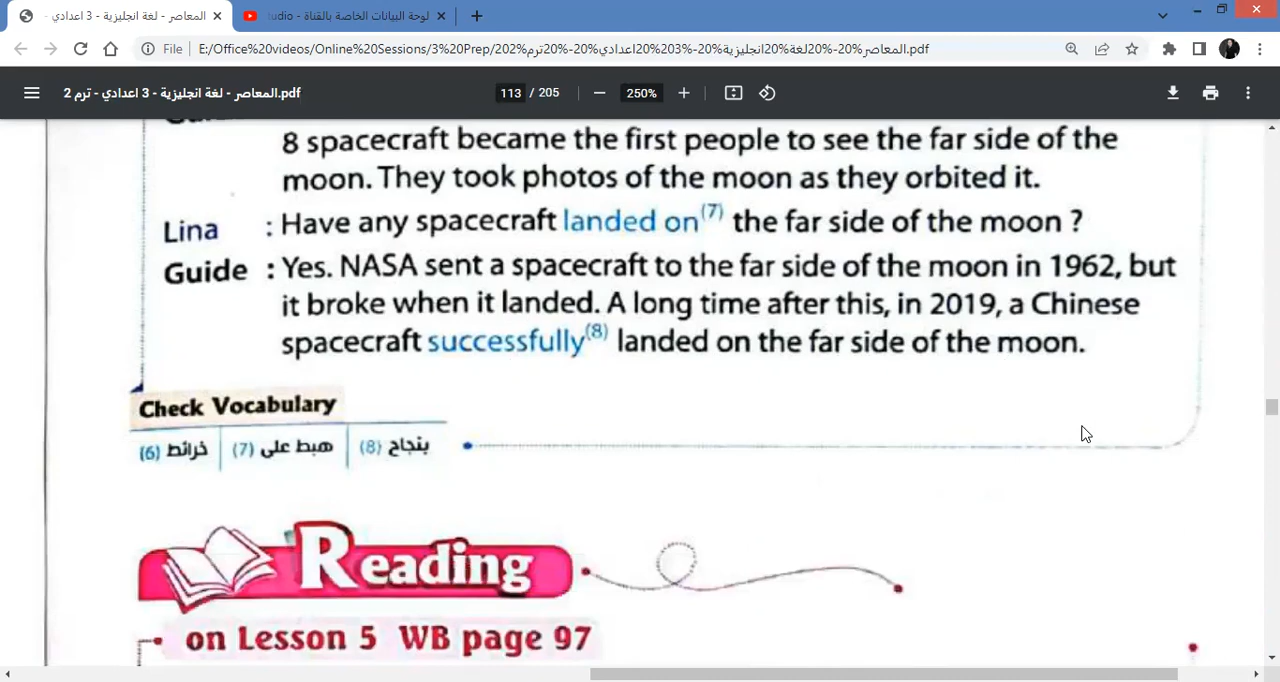 المعاصر - لغة انجليزية - 3 اعدادي -
لوحة البيانات الخاصة بالقناة - udio
File E:/Office%20videos/Online%20Sessions/3%20Prep/202المعاصر%20-%20لغة%20انجليزية%20-%203%20اعدادي%20-%20ترم%.pdf
المعاصر - لغة انجليزية - 3 اعدادي - ترم 2.pdf
113 / 205
250%
8 spacecraft became the first people to see the far side of the
moon. They took photos of the moon as they orbited it.
Lina : Have any spacecraft landed on(7) the far side of the moon ?
Guide : Yes. NASA sent a spacecraft to the far side of the moon in 1962, but
it broke when it landed. A long time after this, in 2019, a Chinese
spacecraft successfully(8) landed on the far side of the moon.
Check Vocabulary
(6) خرائط (7) هبط على (8) بنجاح
Reading
on Lesson 5 WB page 97